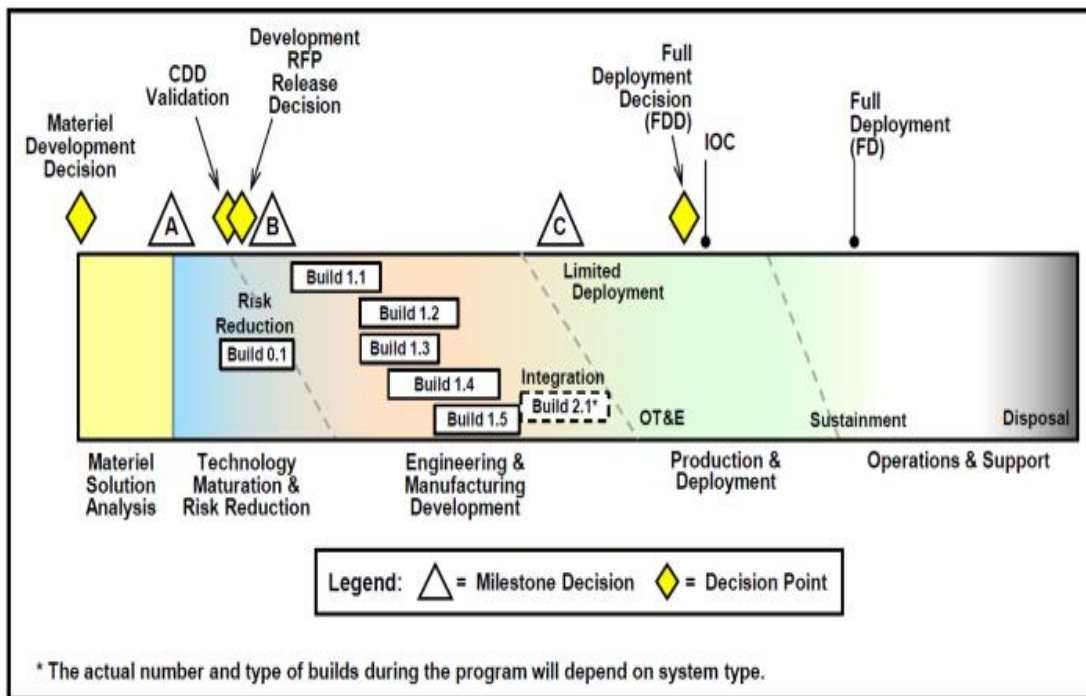 Materiel
Development
Decision
CDD
Validation
Development
RFP
Release
Decision
Full
Deployment
Decision
(FDD)
IOC
Full
Deployment
(FD)
A
B
C
Build 1.1
Limited
Deployment
Risk
Reduction
Build 1.2
Build 0.1
Build 1.3
Build 1.4
Integration
Build 2.1*
Build 1.5
OT&E
Sustainment
Disposal
Materiel
Solution
Analysis
Technology
Maturation &
Risk Reduction
Engineering &
Manufacturing
Development
Production &
Deployment
Operations & Support
Legend: = Milestone Decision = Decision Point
* The actual number and type of builds during the program will depend on system type.